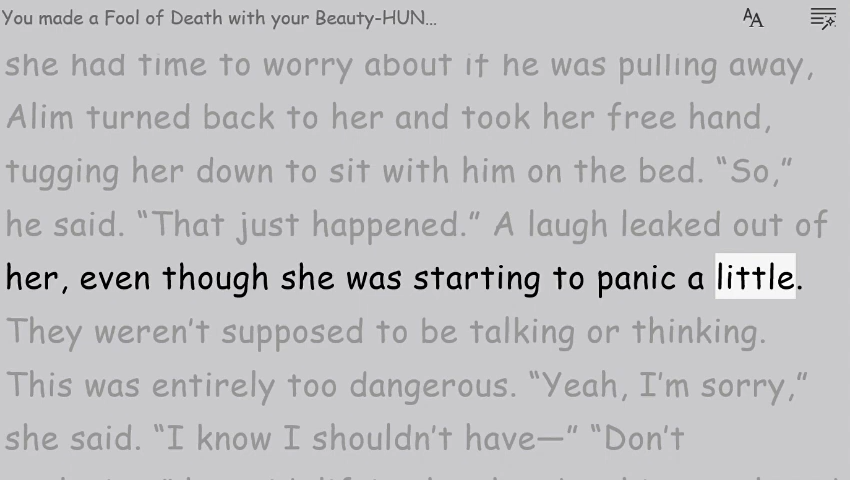 You made a Fool of Death with your Beauty-HUN...
she had time to worry about if he was pulling away,
Alim turned back to her and took her free hand,
tugging her down to sit with him on the bed. “So,”
he said. “That just happened.” A laugh leaked out of
her, even though she was starting to panic a little.
They weren’t supposed to be talking or thinking.
This was entirely too dangerous. “Yeah, I’m sorry,”
she said. “I know I shouldn’t have—” “Don’t